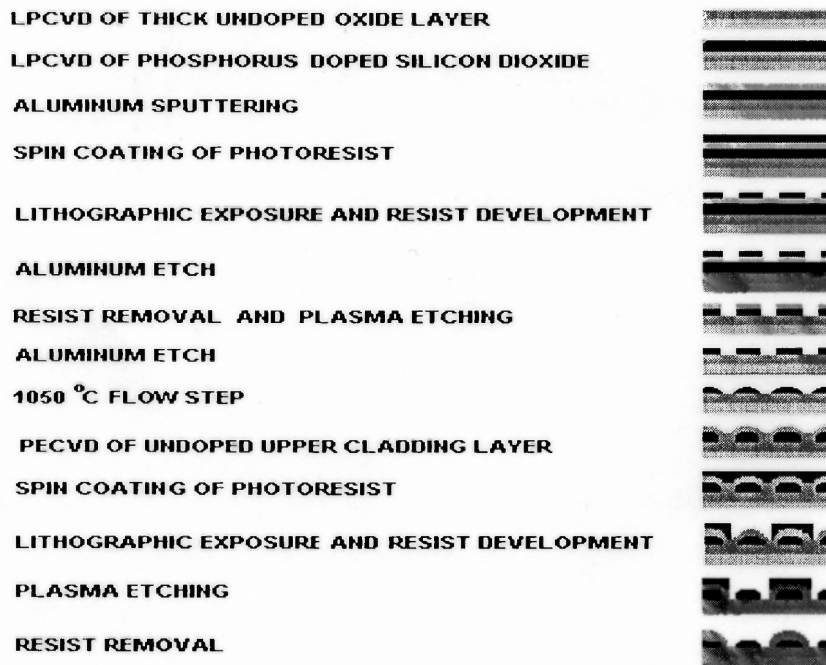 LPCVD OF THICK UNDOPED OXIDE LAYER
LPCVD OF PHOSPHORUS DOPED SILICON DIOXIDE
ALUMINUM SPUTTERING
SPIN COATING OF PHOTORESIST
LITHOGRAPHIC EXPOSURE AND RESIST DEVELOPMENT
ALUMINUM ETCH
RESIST REMOVAL AND PLASMA ETCHING
ALUMINUM ETCH
1050 °C FLOW STEP
PECVD OF UNDOPED UPPER CLADDING LAYER
SPIN COATING OF PHOTORESIST
LITHOGRAPHIC EXPOSURE AND RESIST DEVELOPMENT
PLASMA ETCHING
RESIST REMOVAL